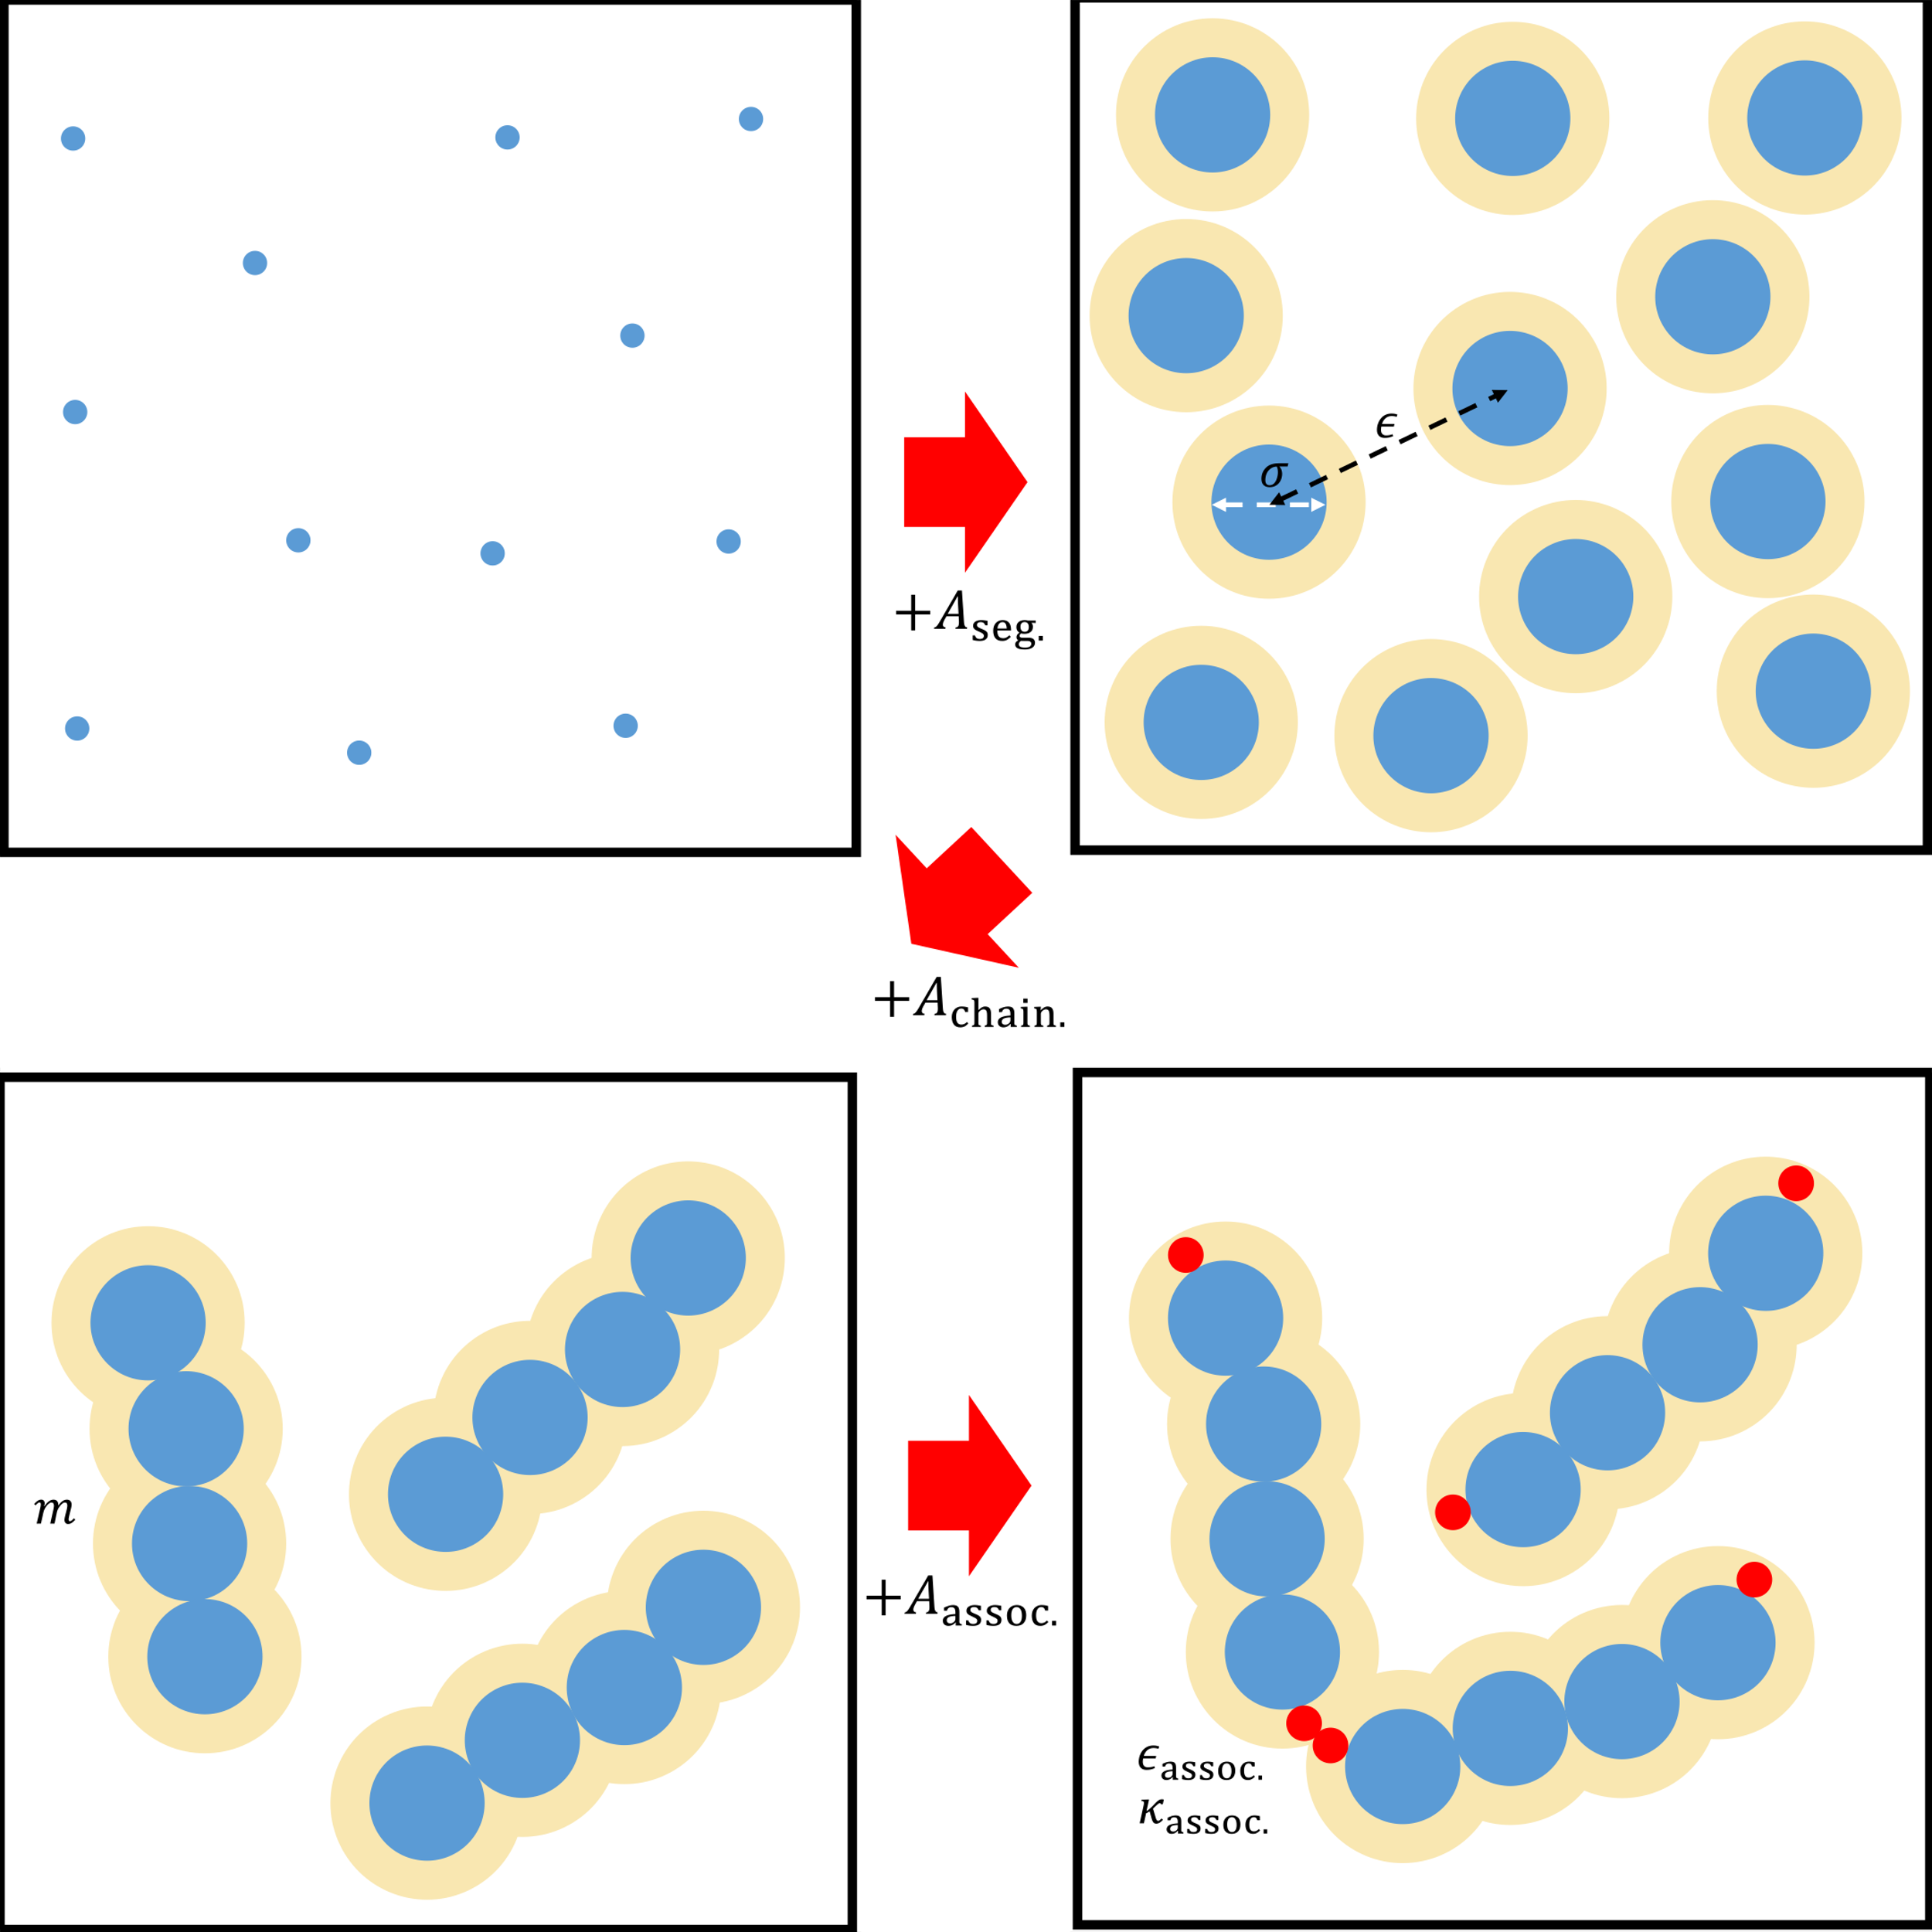 ϵ
σ
+A_seg.
+A_chain.
m
+A_assoc.
ϵ_assoc.
κ_assoc.